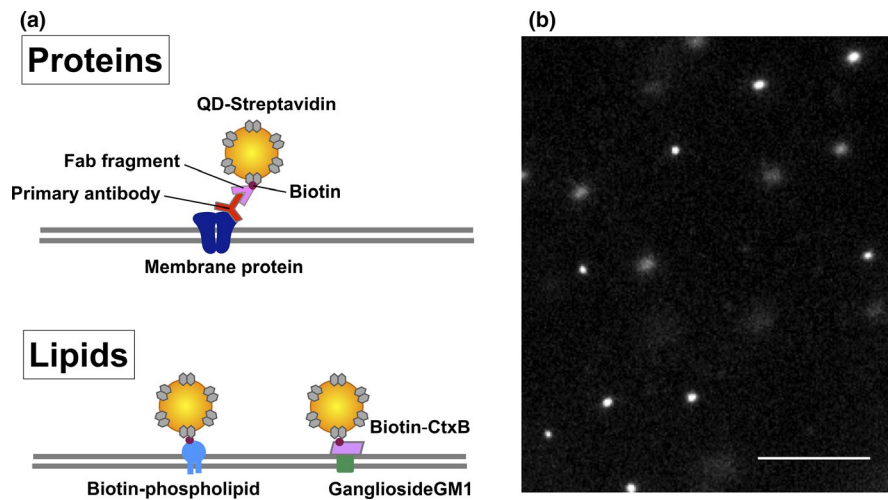 (a)
Proteins
QD-Streptavidin
Fab fragment
Primary antibody
Biotin
Membrane protein
Lipids
Biotin-CtxB
Biotin-phospholipid
GangliosideGM1
(b)